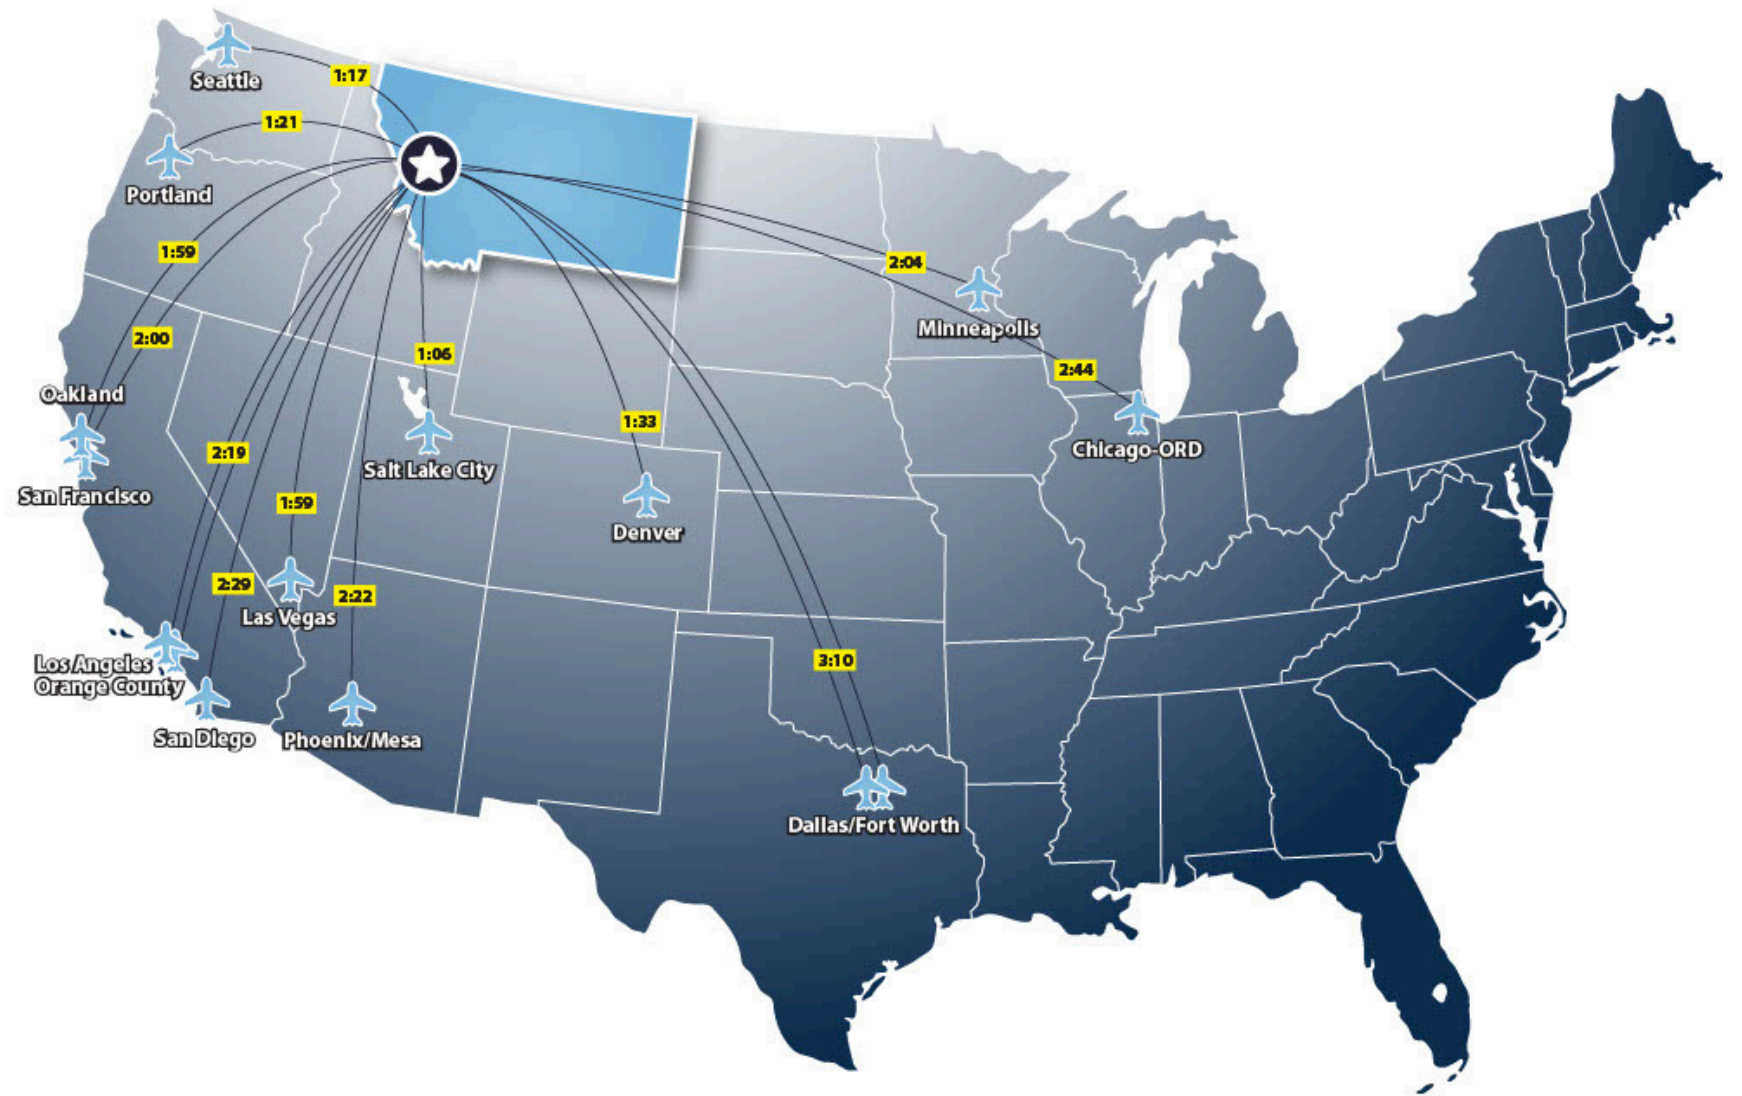 Seattle
1:17
1:21
Portland
1:59
2:04
Minneapolis
2:00
1:06
2:44
Oakland
1:33
Chicago-ORD
2:19
Salt Lake City
San Francisco
1:59
Denver
2:29
2:22
Las Vegas
Los Angeles
Orange County
3:10
San Diego
Phoenix/Mesa
Dallas/Fort Worth